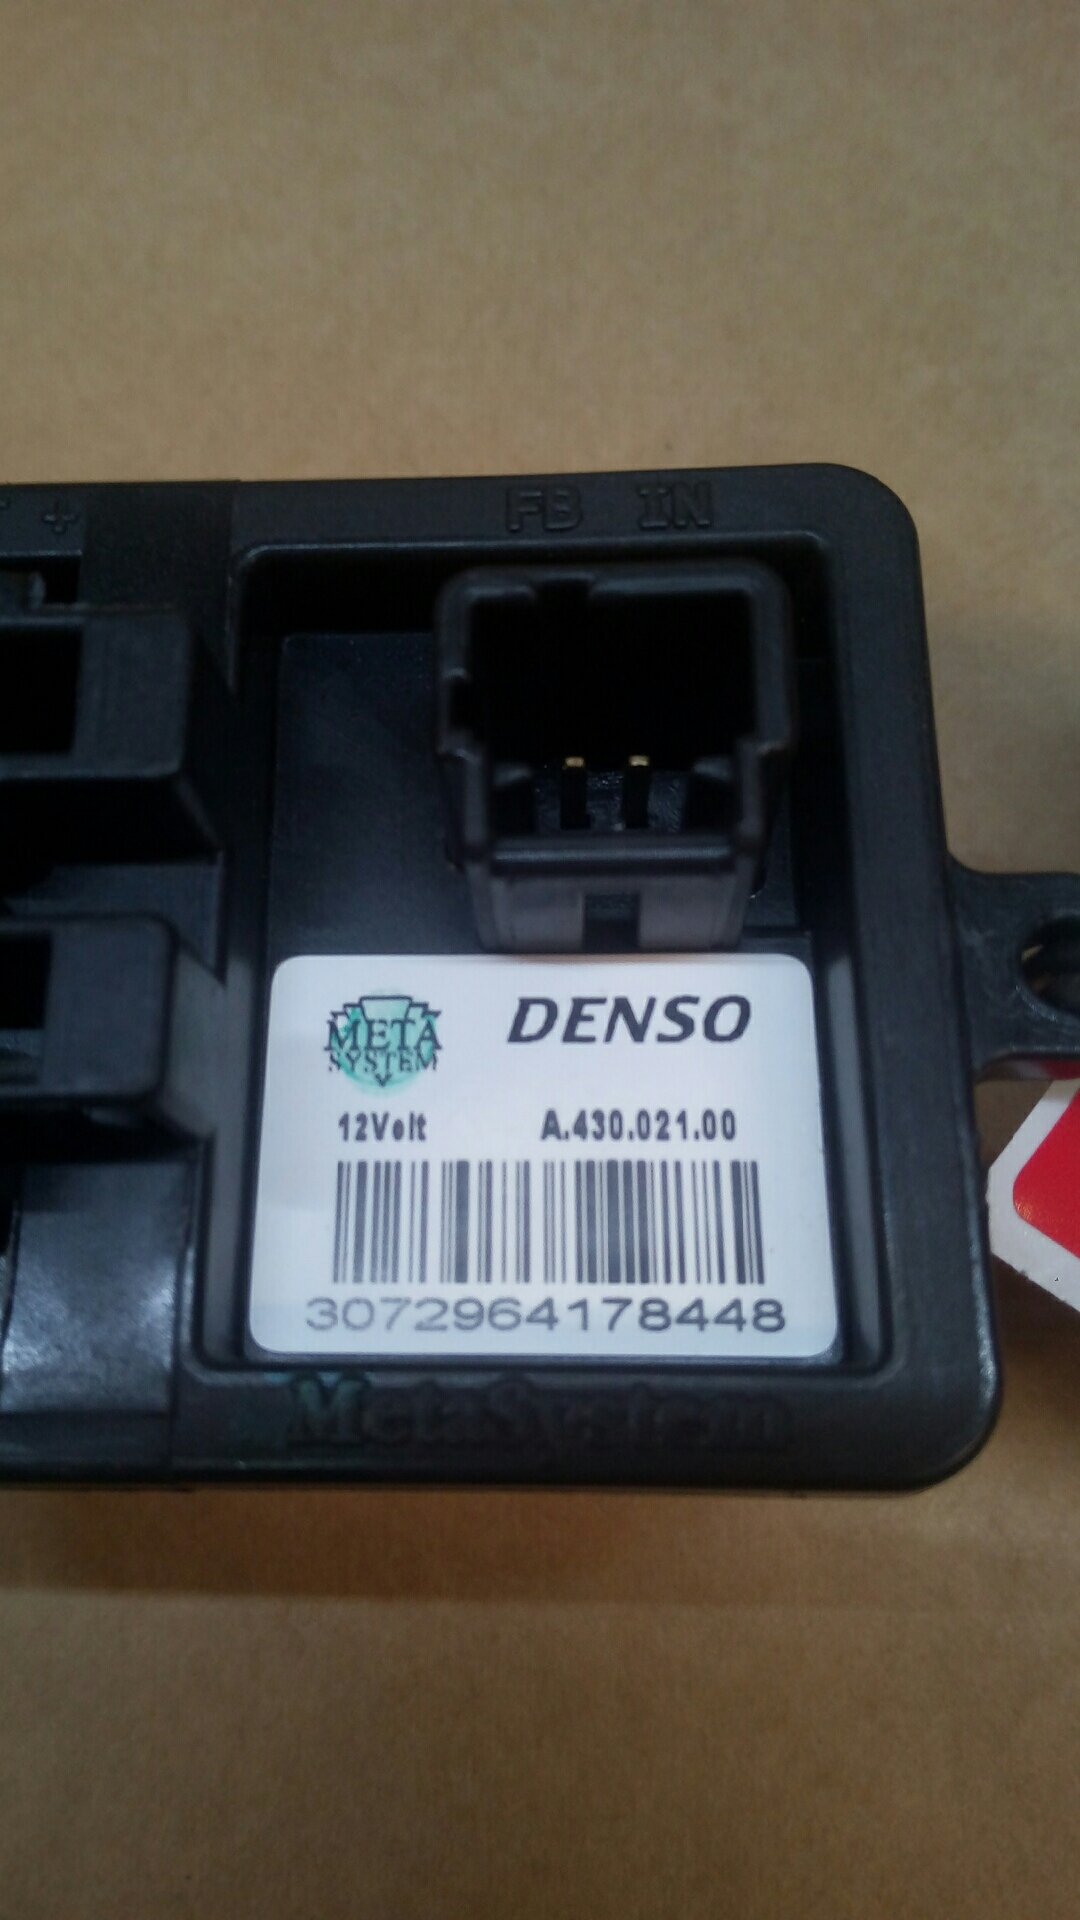 - +
FB IN
META
SYSTEM
DENSO
12Volt A.430.021.00
3072964178448
MetaSystem